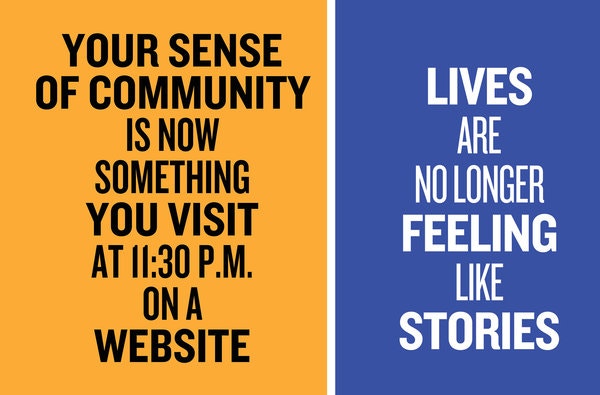 YOUR SENSE
OF COMMUNITY
IS NOW
SOMETHING
YOU VISIT
AT 11:30 P.M.
ON A
WEBSITE
LIVES
ARE
NO LONGER
FEELING
LIKE
STORIES